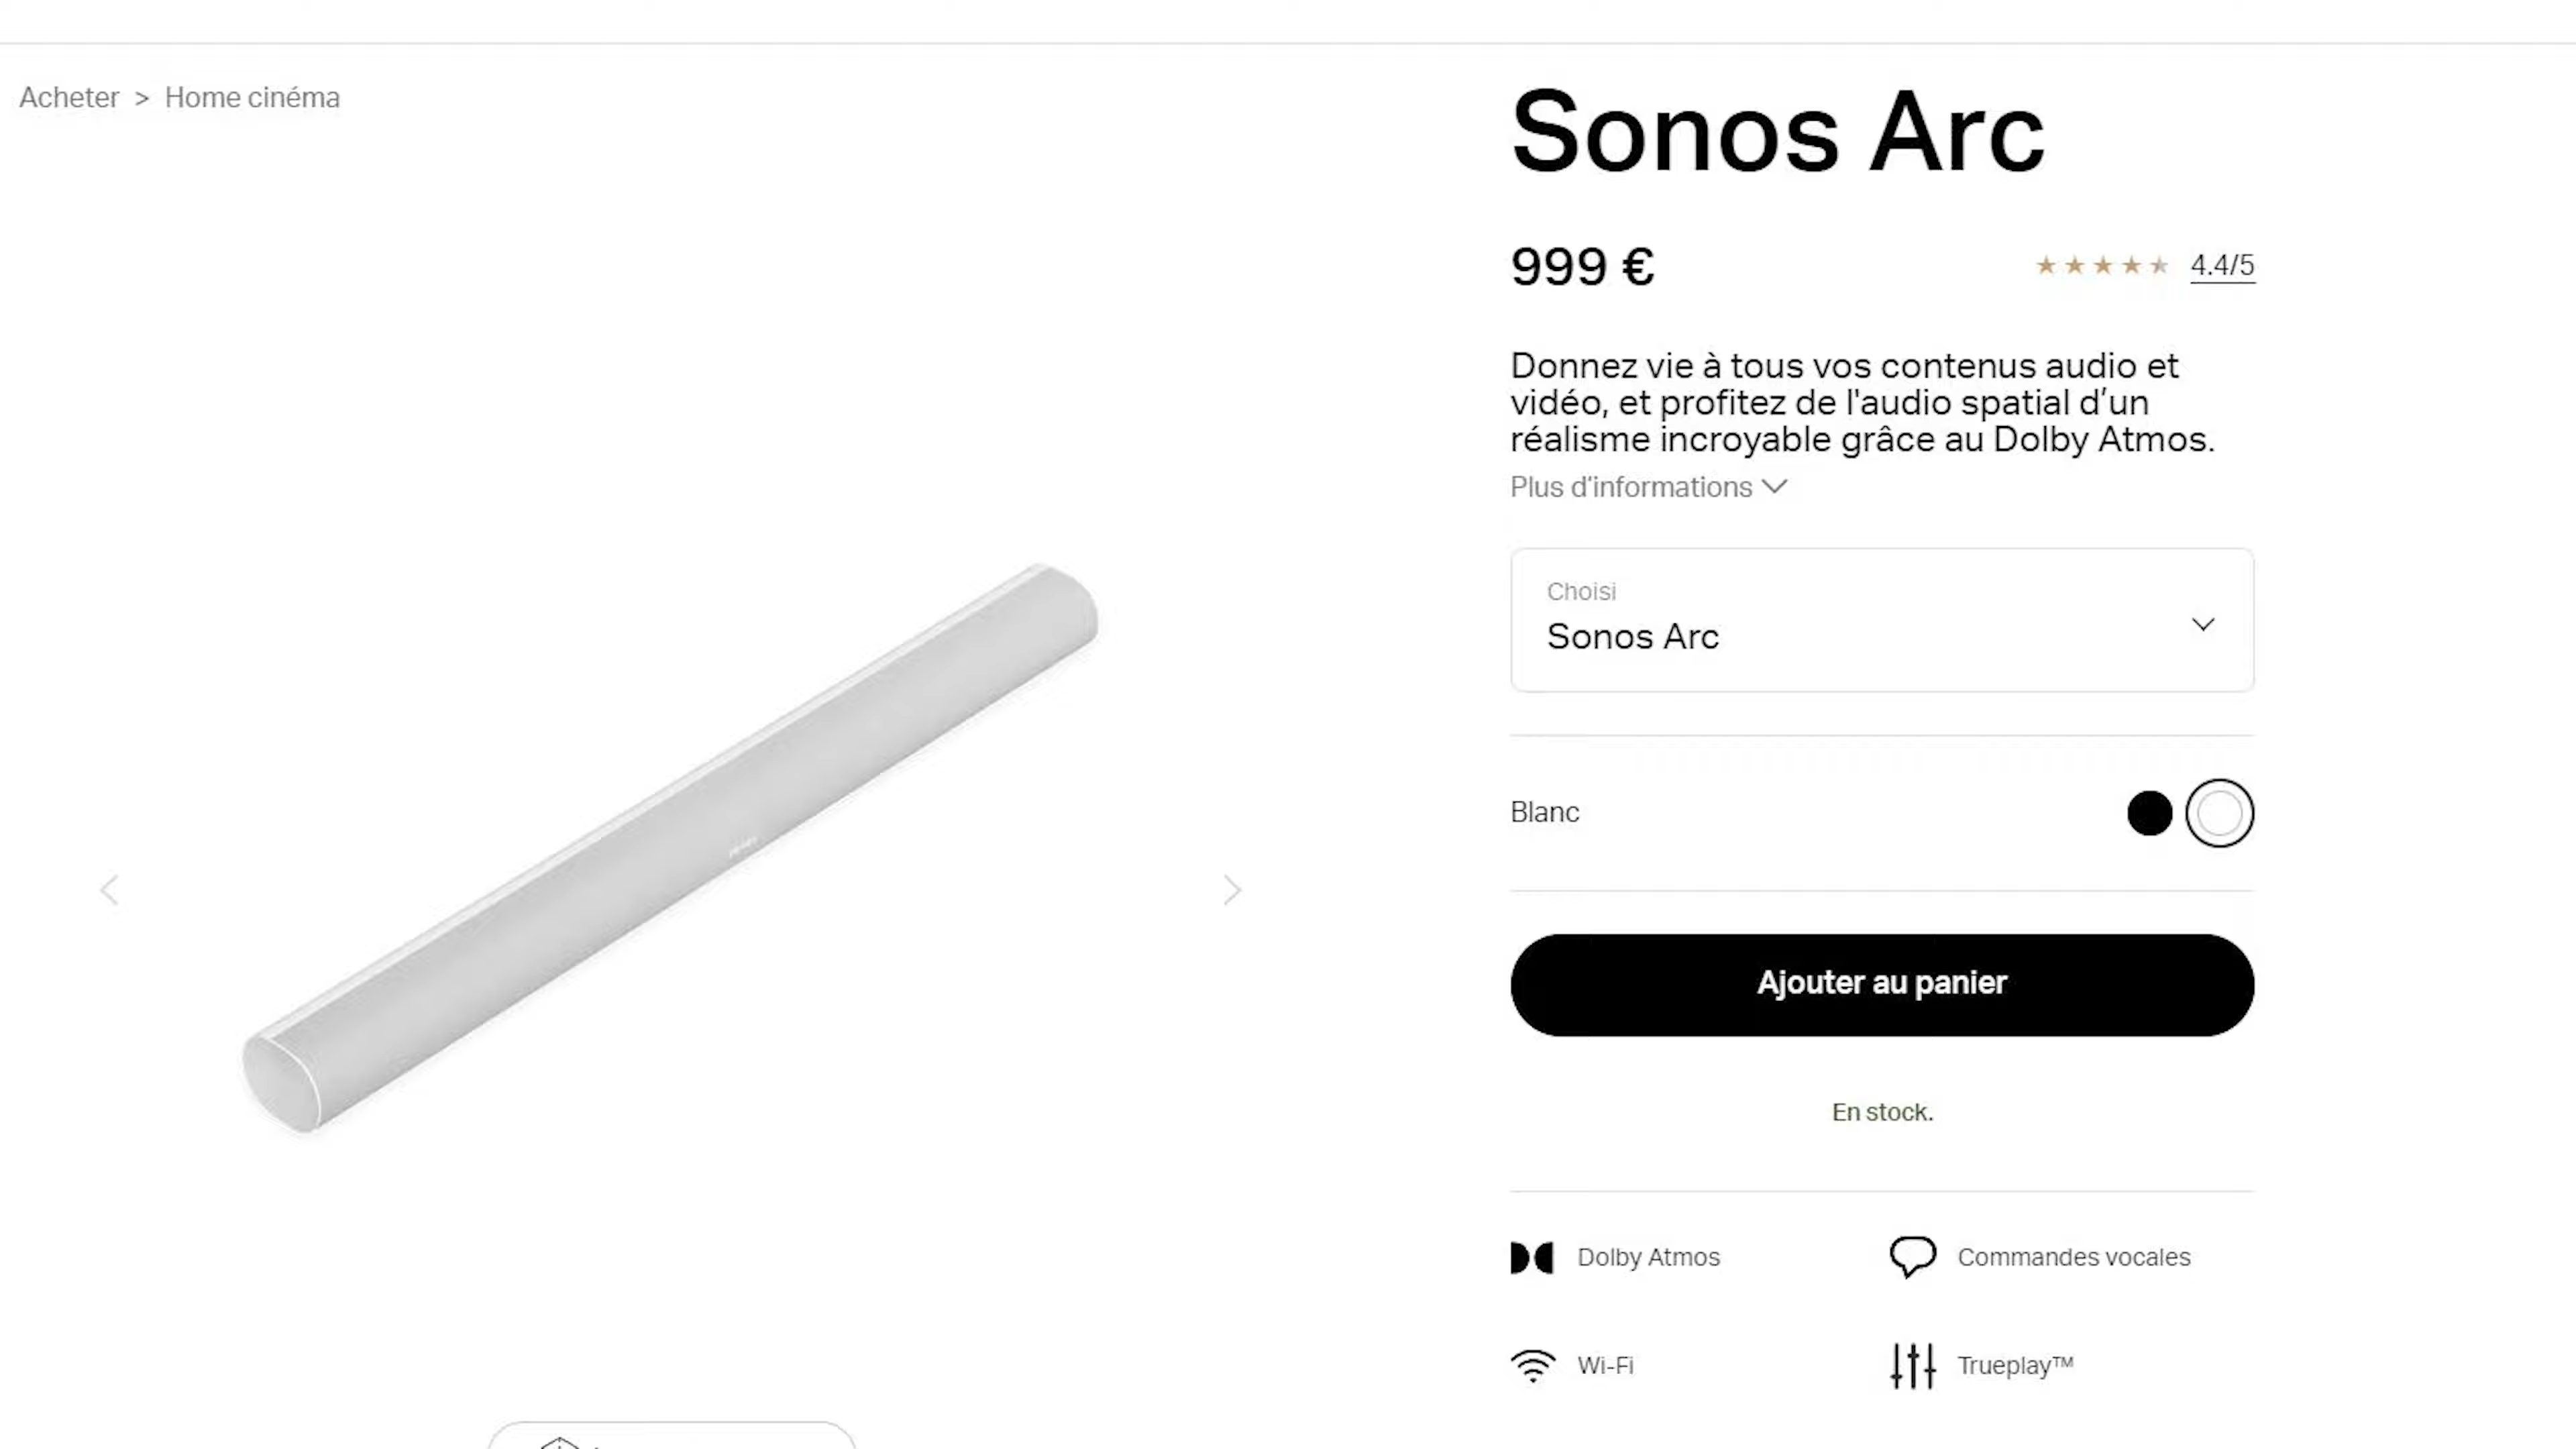 Acheter > Home cinéma
Sonos Arc
999 €
4.4/5
Donnez vie à tous vos contenus audio et
vidéo, et profitez de l'audio spatial d’un
réalisme incroyable grâce au Dolby Atmos.
Plus d'informations
Choisi
Sonos Arc
Blanc
Ajouter au panier
En stock.
Dolby Atmos
Commandes vocales
Wi-Fi
Trueplay™